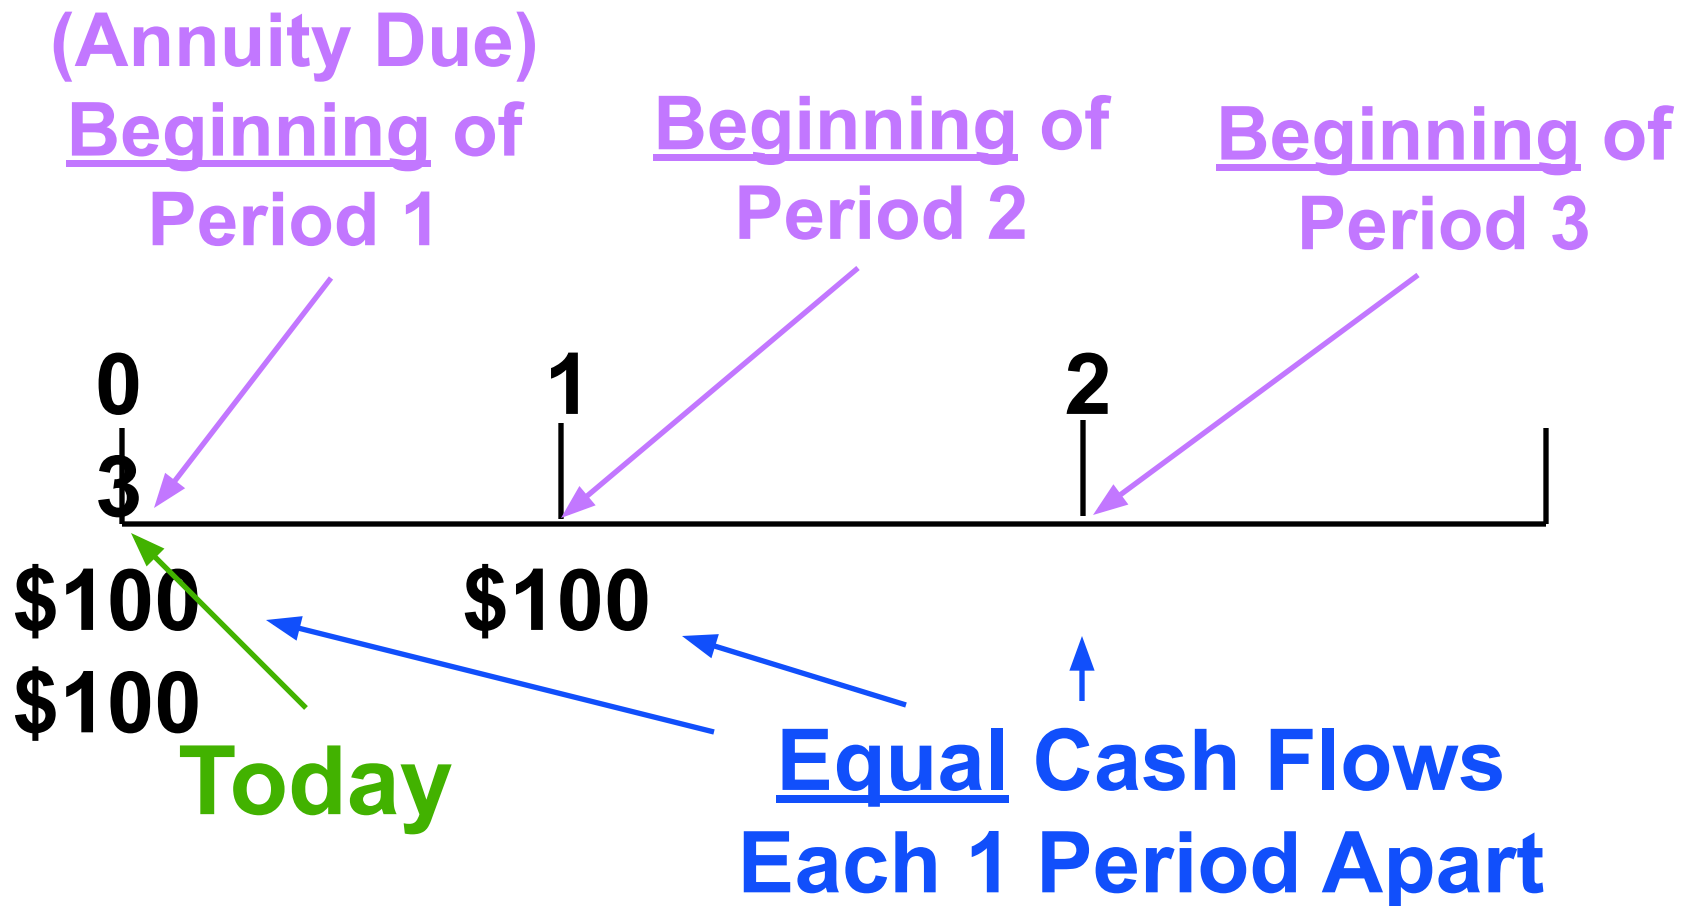 (Annuity Due)
Beginning of
Period 1
Beginning of
Period 2
Beginning of
Period 3
0 1 2
3
$100 $100
$100
Today
Equal Cash Flows
Each 1 Period Apart